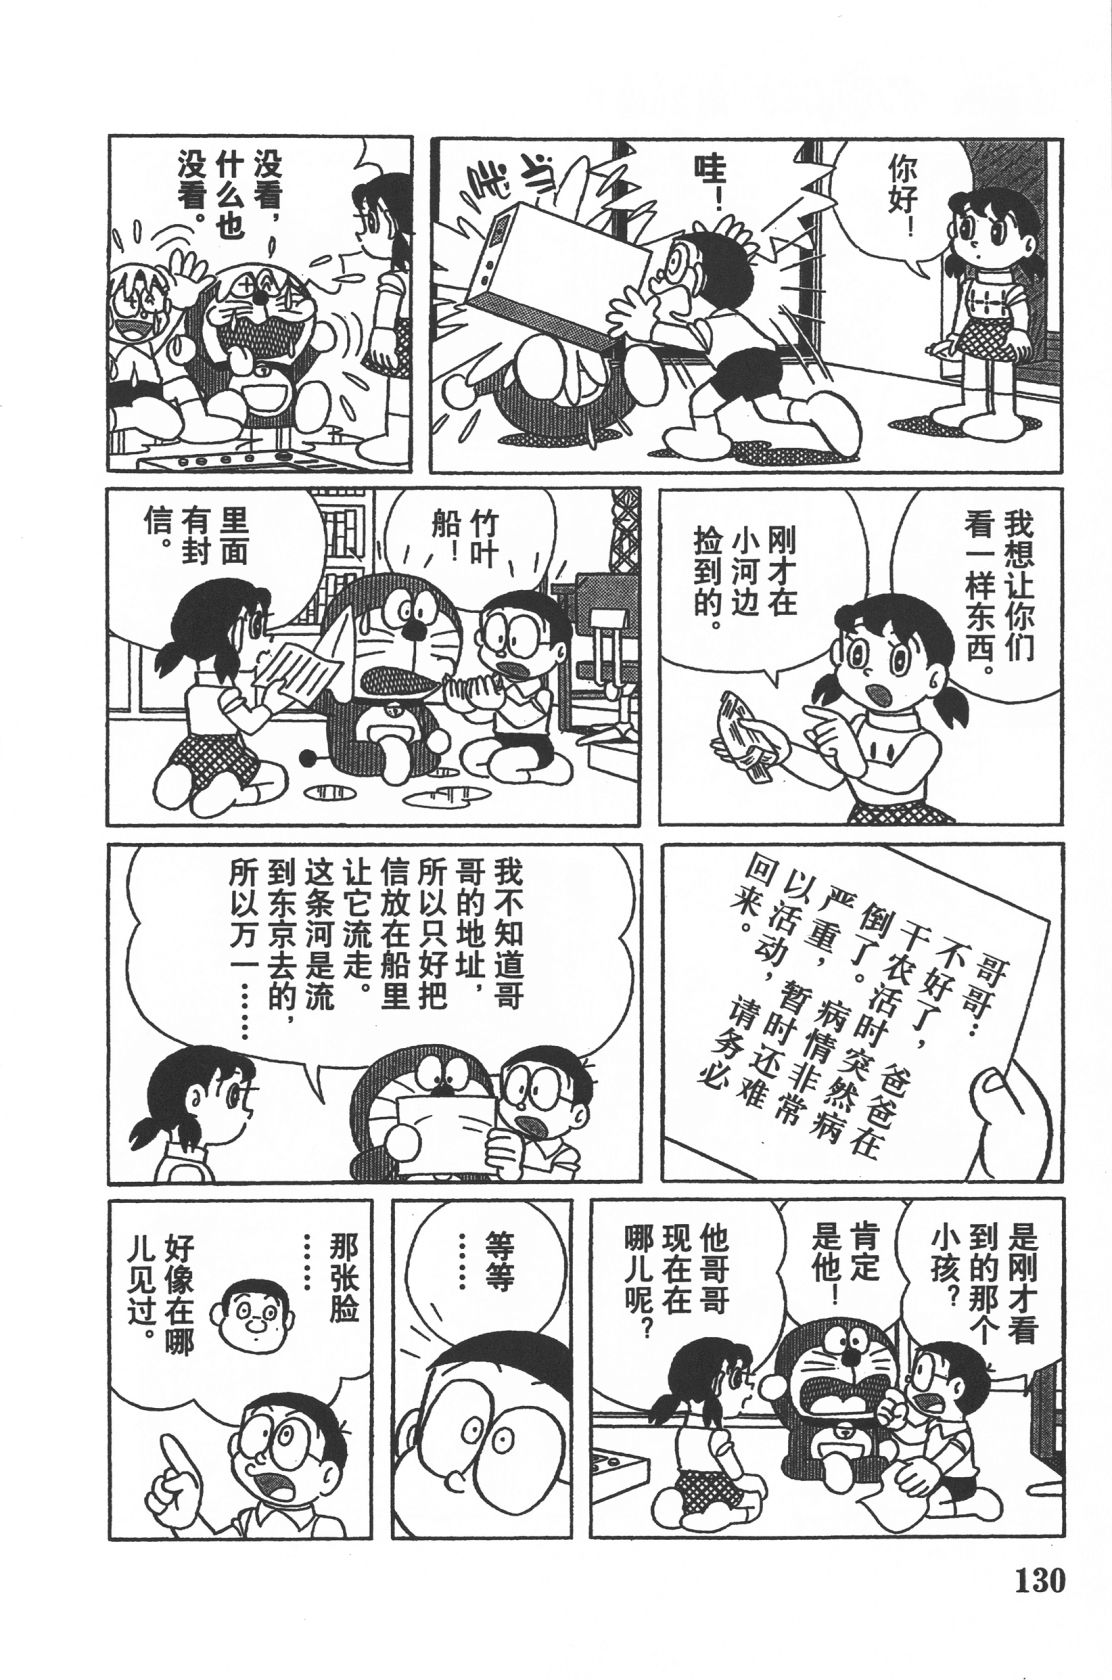 你好！
哇！
没看，
什么也
没看。
我想让你们
看一样东西。
刚才在
小河边
捡到的。
竹叶
船！
里面
有封
信。
哥哥：
不好了，爸爸在
干农活时突然病
倒了。病情非常
严重，暂时还难
以活动，请务必
回来。
我不知道哥
哥的地址，
所以只好把
信放在船里
让它流走。
这条河是流
到东京去的，
所以万一……
是刚才看
到的那个
小孩？
肯定
是他！
他哥哥
现在在
哪儿呢？
等等
……
那张脸
……
好像在哪
儿见过。
130